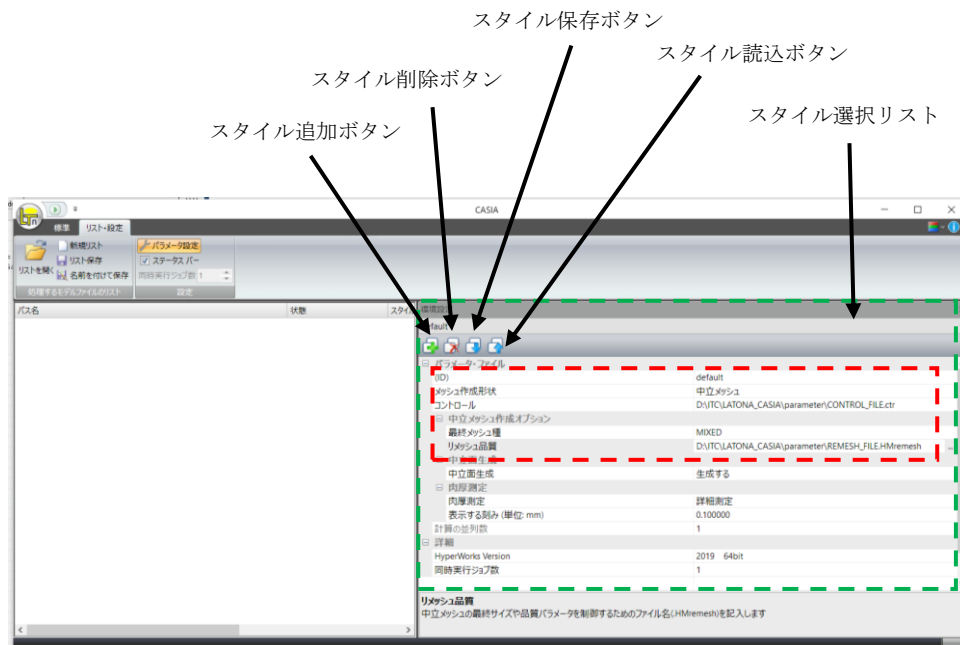 スタイル保存ボタン
スタイル読込ボタン
スタイル削除ボタン
スタイル選択リスト
スタイル追加ボタン
CASIA
標準 リスト・設定
リストを開く
新規リスト
リスト保存
名前を付けて保存
処理するモデルファイルのリスト
パラメータ設定
ステータス バー
同時実行ジョブ数 1
設定
パス名 状態 スタイル
環境設定
default
パラメータ・ファイル
(ID) default
メッシュ作成形状 中立メッシュ
コントロール D:\ITC\LATONA_CASIA\parameter\CONTROL_FILE.ctr
中立メッシュ作成オプション
最終メッシュ種 MIXED
リメッシュ品質 D:\ITC\LATONA_CASIA\parameter\REMESH_FILE.HMremesh ...
中立面生成
中立面生成 生成する
肉厚測定
肉厚測定 詳細測定
表示する刻み (単位: mm) 0.100000
計算の並列数 1
詳細
HyperWorks Version 2019 64bit
同時実行ジョブ数 1
リメッシュ品質
中立メッシュの最終サイズや品質パラメータを制御するためのファイル名(.HMremesh)を記入します